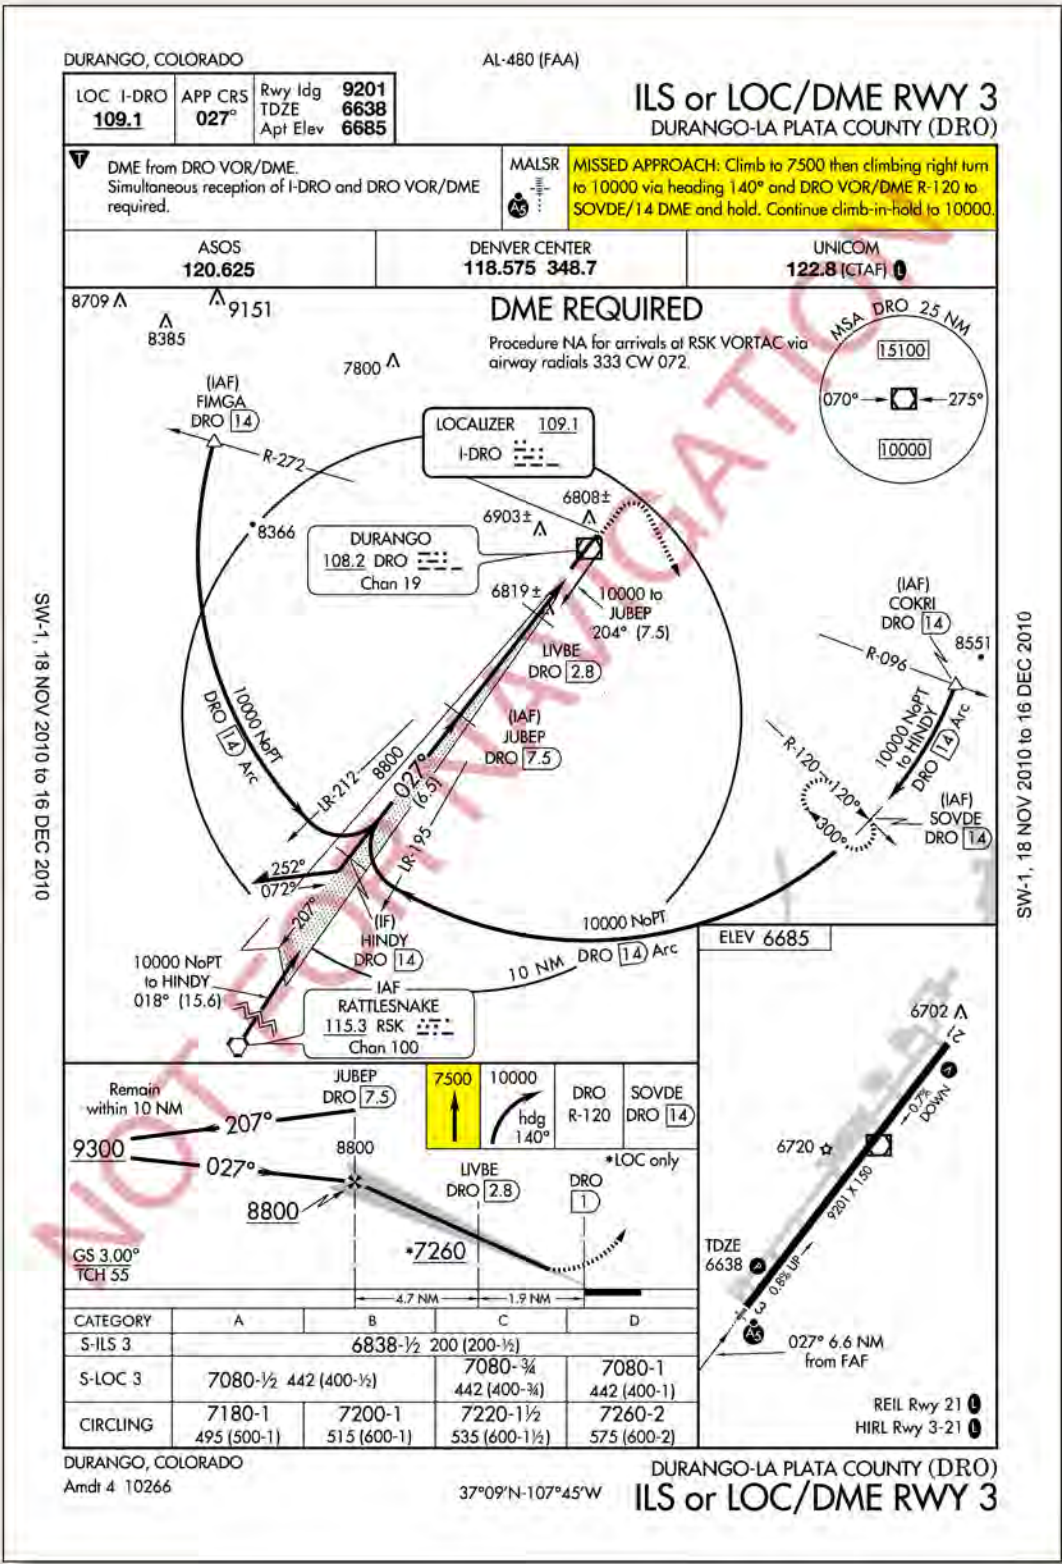 DURANGO, COLORADO
AL-480 (FAA)
LOC I-DRO
109.1
APP CRS
027°
Rwy ldg 9201
TDZE 6638
Apt Elev 6685
ILS or LOC/DME RWY 3
DURANGO-LA PLATA COUNTY (DRO)
T
DME from DRO VOR/DME.
Simultaneous reception of I-DRO and DRO VOR/DME
required.
MALSR
A5
MISSED APPROACH: Climb to 7500 then climbing right turn
to 10000 via heading 140° and DRO VOR/DME R-120 to
SOVDE/14 DME and hold. Continue climb-in-hold to 10000.
ASOS
120.625
DENVER CENTER
118.575 348.7
UNICOM
122.8 (CTAF) L
8709
8385
9151
7800
DME REQUIRED
Procedure NA for arrivals at RSK VORTAC via
airway radials 333 CW 072.
MSA DRO 25 NM
15100
070°
275°
10000
(IAF)
FIMGA
DRO 14
R-272
LOCALIZER 109.1
I-DRO
8366
6903±
6808±
DURANGO
108.2 DRO
Chan 19
6819±
10000 to
JUBEP
204° (7.5)
LIVBE
DRO 2.8
(IAF)
COKRI
DRO 14
8551
R-096
10000 NoPT
DRO 14 Arc
(IAF)
JUBEP
DRO 7.5
10000 NoPT
to HINDY
DRO 14 Arc
LR-212
8800
027°
(6.5)
LR-195
R-120
120°
300°
(IAF)
SOVDE
DRO 14
252°
072°
207°
(IF)
HINDY
DRO 14
10000 NoPT
DRO 14 Arc
10 NM
10000 NoPT
to HINDY
018° (15.6)
IAF
RATTLESNAKE
115.3 RSK
Chan 100
SW-1, 18 NOV 2010 to 16 DEC 2010
SW-1, 18 NOV 2010 to 16 DEC 2010
NOT FOR NAVIGATION
ELEV 6685
6702
21
A
0.7%
DOWN
6720
9201 X 150
TDZE
6638
P
0.8% UP
3
A5
027° 6.6 NM
from FAF
REIL Rwy 21 L
HIRL Rwy 3-21 L
Remain
within 10 NM
JUBEP
DRO 7.5
207°
9300
027°
8800
8800
7500
10000
hdg
140°
DRO
R-120
SOVDE
DRO 14
*LOC only
LIVBE
DRO 2.8
DRO
1
*7260
GS 3.00°
TCH 55
4.7 NM
1.9 NM
CATEGORY A B C D
S-ILS 3 6838-½ 200 (200-½)
S-LOC 3 7080-½ 442 (400-½) 7080-¾ 442 (400-¾) 7080-1 442 (400-1)
CIRCLING 7180-1 495 (500-1) 7200-1 515 (600-1) 7220-1½ 535 (600-1½) 7260-2 575 (600-2)
DURANGO, COLORADO
Amdt 4 10266
37°09'N-107°45'W
DURANGO-LA PLATA COUNTY (DRO)
ILS or LOC/DME RWY 3